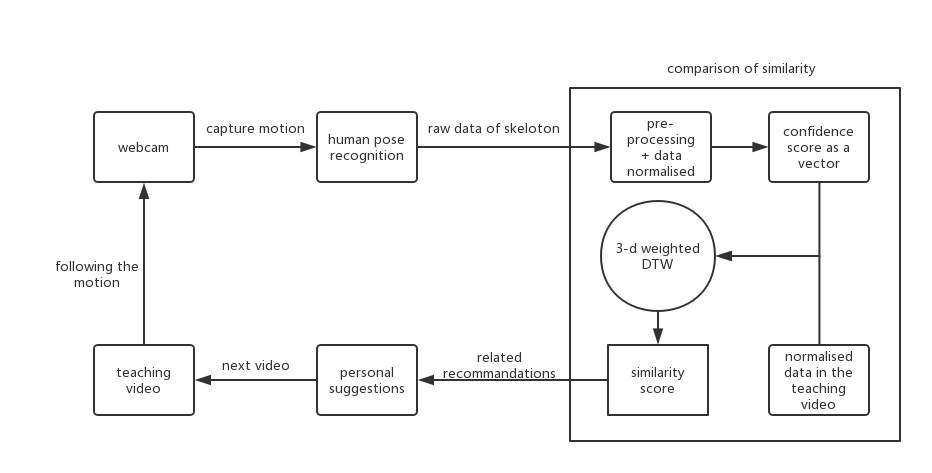 comparison of similarity
webcam
capture motion
human pose
recognition
raw data of skeloton
pre-
processing
+ data
normalised
confidence
score as a
vector
3-d weighted
DTW
following the
motion
teaching
video
next video
personal
suggestions
related
recommandations
similarity
score
normalised
data in the
teaching
video